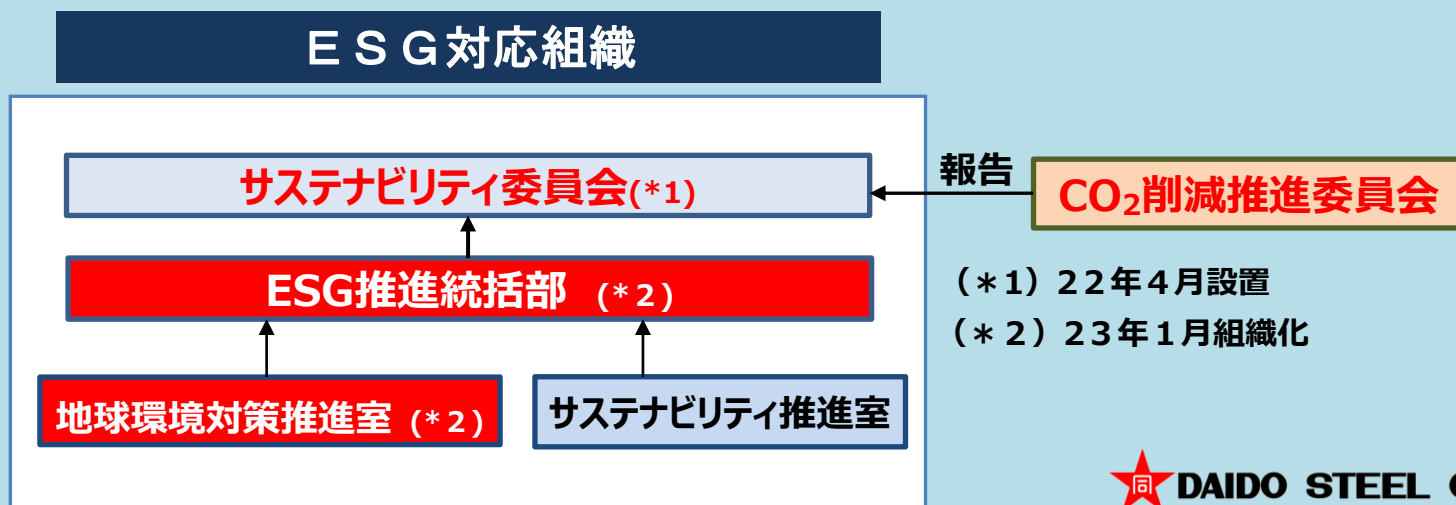 ＥＳＧ対応組織
サステナビリティ委員会(*1)
報告
CO₂削減推進委員会
ESG推進統括部 (*2)
(*1) 22年4月設置
(*2) 23年1月組織化
地球環境対策推進室 (*2)
サステナビリティ推進室
同 DAIDO STEEL